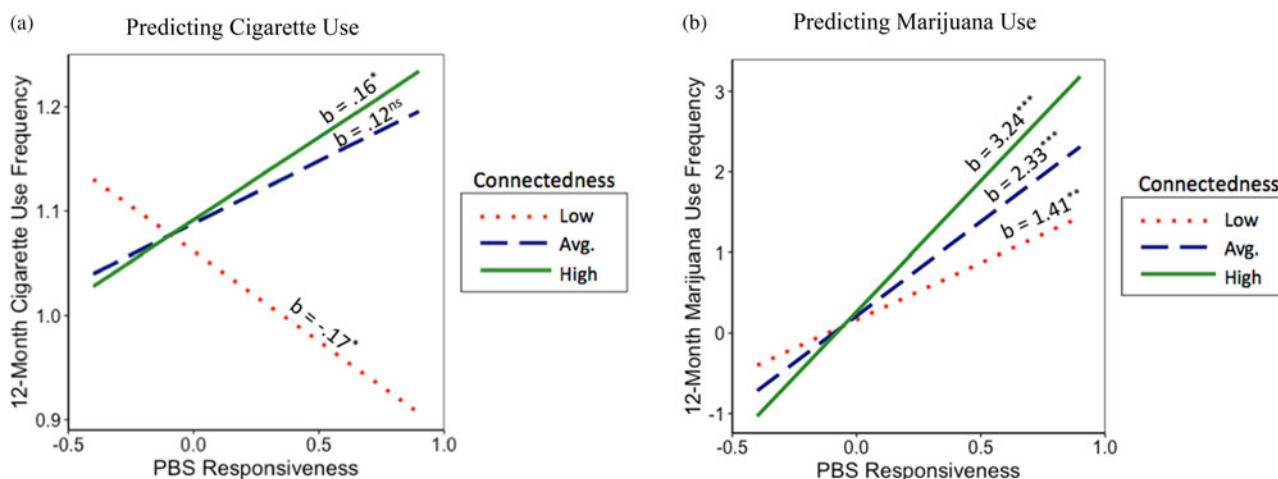 (a)
Predicting Cigarette Use
12-Month Cigarette Use Frequency
1.2
1.1
1.0
0.9
-0.5
0.0
0.5
1.0
PBS Responsiveness
b = .16*
b = .12ns
b = -.17*
Connectedness
Low
Avg.
High
(b)
Predicting Marijuana Use
12-Month Marijuana Use Frequency
3
2
1
0
-1
-0.5
0.0
0.5
1.0
PBS Responsiveness
b = 3.24***
b = 2.33***
b = 1.41**
Connectedness
Low
Avg.
High